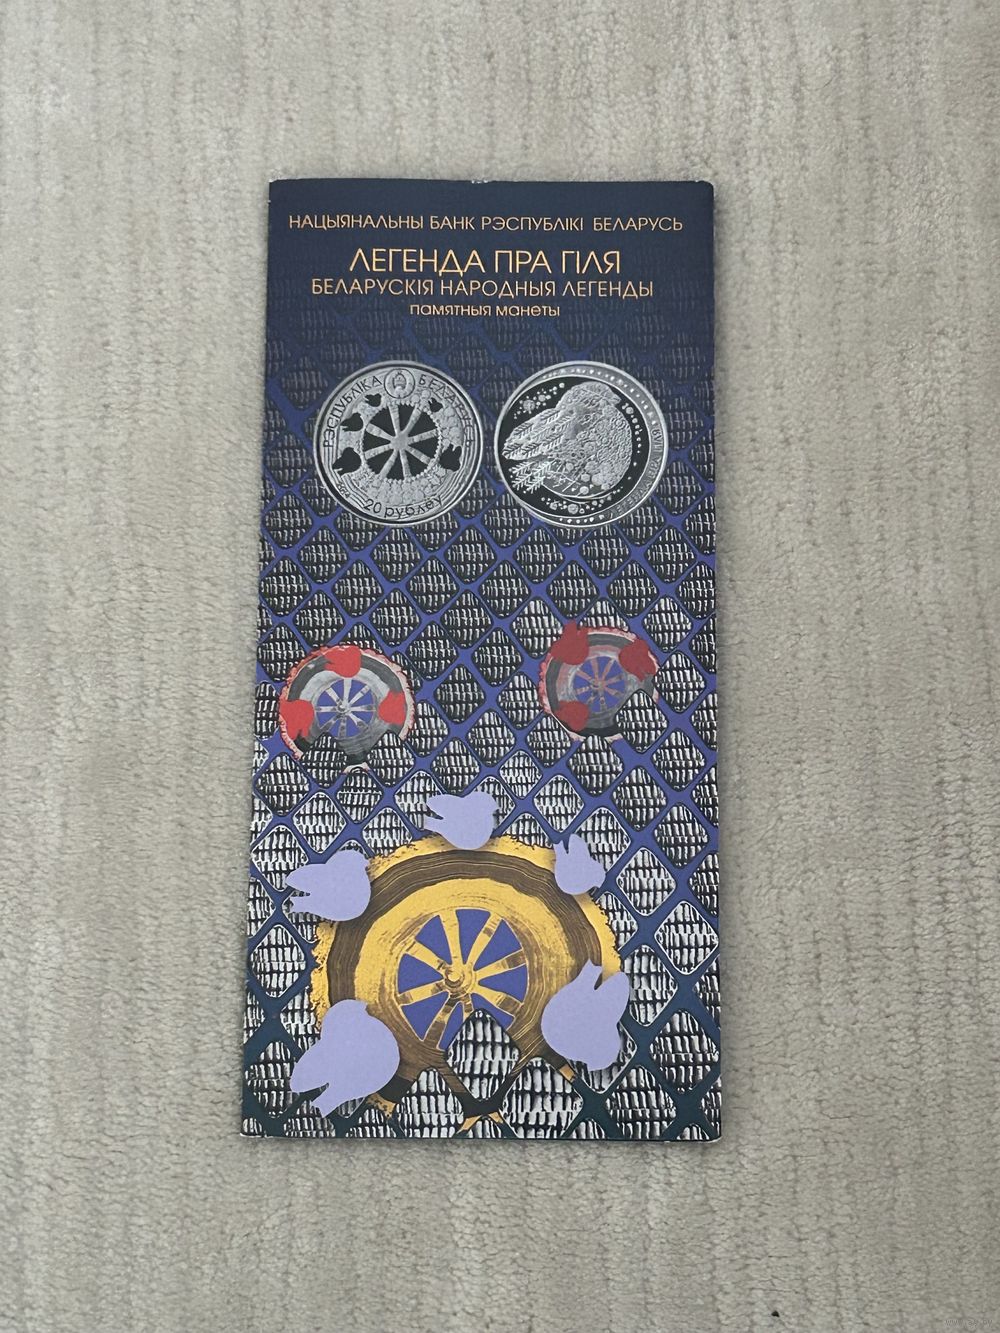 НАЦЫЯНАЛЬНЫ БАНК РЭСПУБЛІКІ БЕЛАРУСЬ
ЛЕГЕНДА ПРА ГІЛЯ
БЕЛАРУСКІЯ НАРОДНЫЯ ЛЕГЕНДЫ
ПАМЯТНЫЯ МАНЕТЫ
РЭСПУБЛІКА БЕЛАРУСЬ
20 рублёў